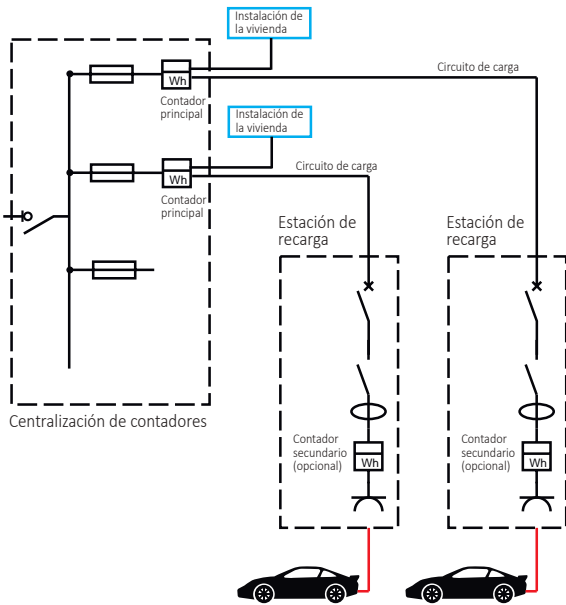 Instalación de
la vivienda
Wh
Contador
principal
Circuito de carga
Instalación de
la vivienda
Wh
Contador
principal
Circuito de carga
Estación de
recarga
Estación de
recarga
Centralización de contadores
Contador
secundario
(opcional)
Wh
Contador
secundario
(opcional)
Wh